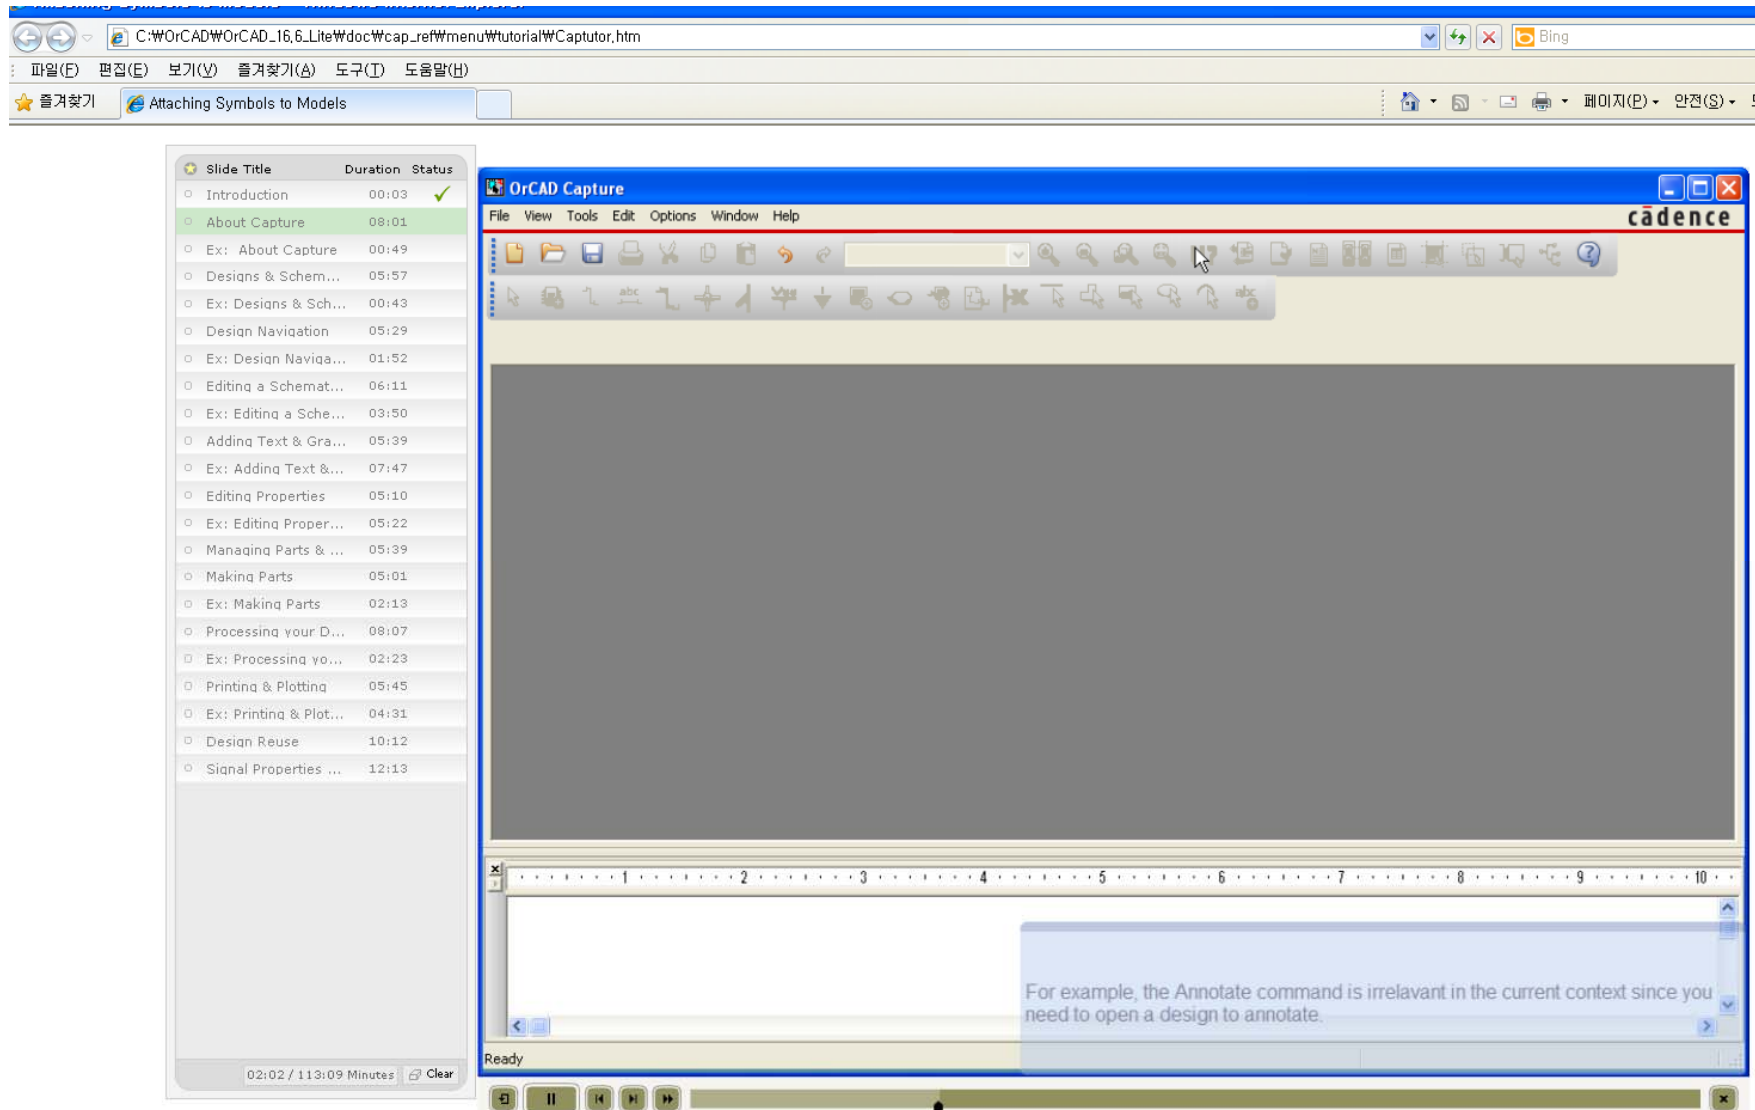 C:₩OrCAD₩OrCAD_16,6_Lite₩doc₩cap_ref₩menu₩tutorial₩Captutor,htm
Bing
파일(F) 편집(E) 보기(V) 즐겨찾기(A) 도구(T) 도움말(H)
즐겨찾기 Attaching Symbols to Models 페이지(P) 안전(S)
Slide Title Duration Status
Introduction 00:03
About Capture 08:01
Ex: About Capture 00:49
Designs & Schem... 05:57
Ex: Designs & Sch... 00:43
Design Navigation 05:29
Ex: Design Naviga... 01:52
Editing a Schemat... 06:11
Ex: Editing a Sche... 03:50
Adding Text & Gra... 05:39
Ex: Adding Text &... 07:47
Editing Properties 05:10
Ex: Editing Proper... 05:22
Managing Parts & ... 05:39
Making Parts 05:01
Ex: Making Parts 02:13
Processing your D... 08:07
Ex: Processing yo... 02:23
Printing & Plotting 05:45
Ex: Printing & Plot... 04:31
Design Reuse 10:12
Signal Properties ... 12:13
02:02 / 113:09 Minutes Clear
OrCAD Capture
File View Tools Edit Options Window Help
cādence
1 2 3 4 5 6 7 8 9 10
For example, the Annotate command is irrelavant in the current context since you
need to open a design to annotate.
Ready